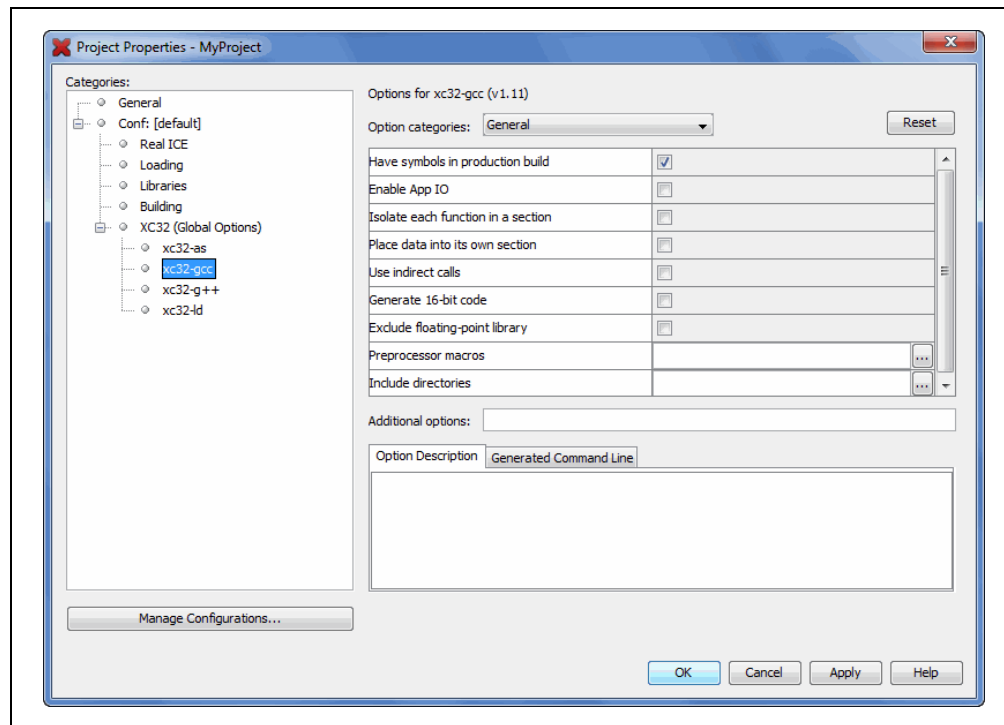 Project Properties - MyProject
Categories:
General
Conf: [default]
Real ICE
Loading
Libraries
Building
XC32 (Global Options)
xc32-as
xc32-gcc
xc32-g++
xc32-ld
Manage Configurations...
Options for xc32-gcc (v1.11)
Option categories: General
Reset
Have symbols in production build
Enable App IO
Isolate each function in a section
Place data into its own section
Use indirect calls
Generate 16-bit code
Exclude floating-point library
Preprocessor macros ...
Include directories ...
Additional options:
Option Description Generated Command Line
OK Cancel Apply Help